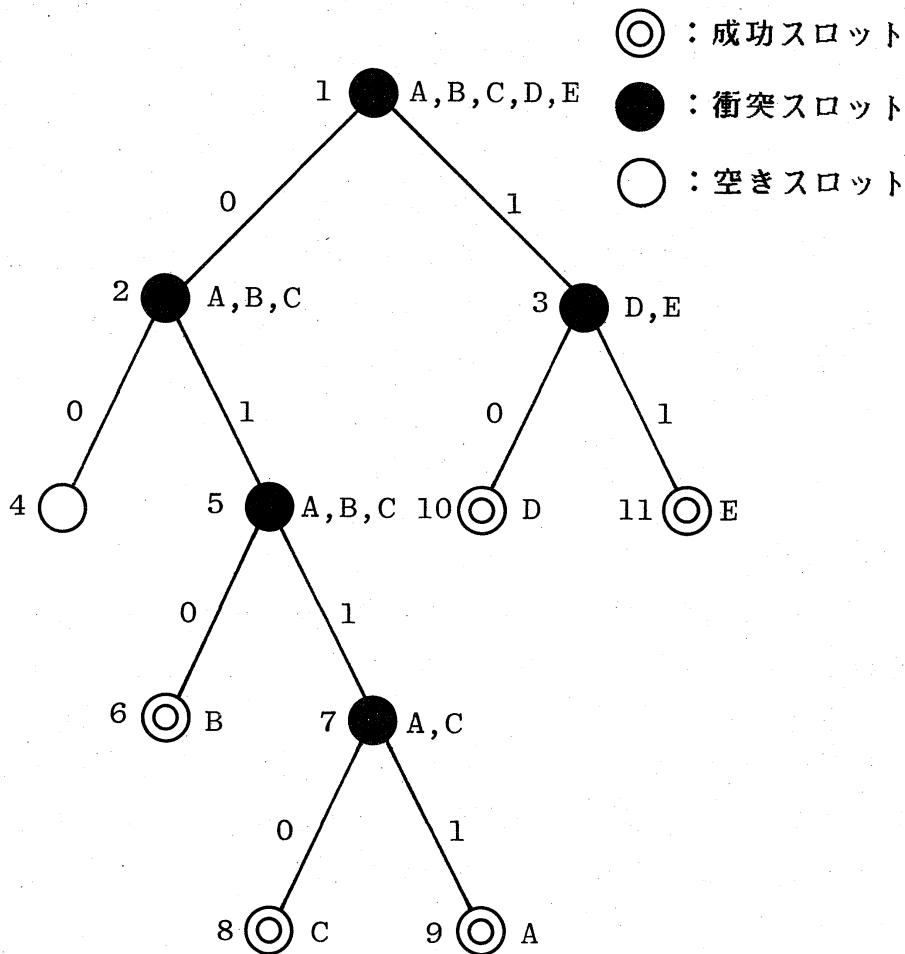 ◎ : 成功スロット
1 A,B,C,D,E
● : 衝突スロット
○ : 空きスロット
0 1
2 A,B,C
3 D,E
0 1 0 1
4 5 A,B,C 10 D 11 E
0 1
6 B 7 A,C
0 1
8 C 9 A